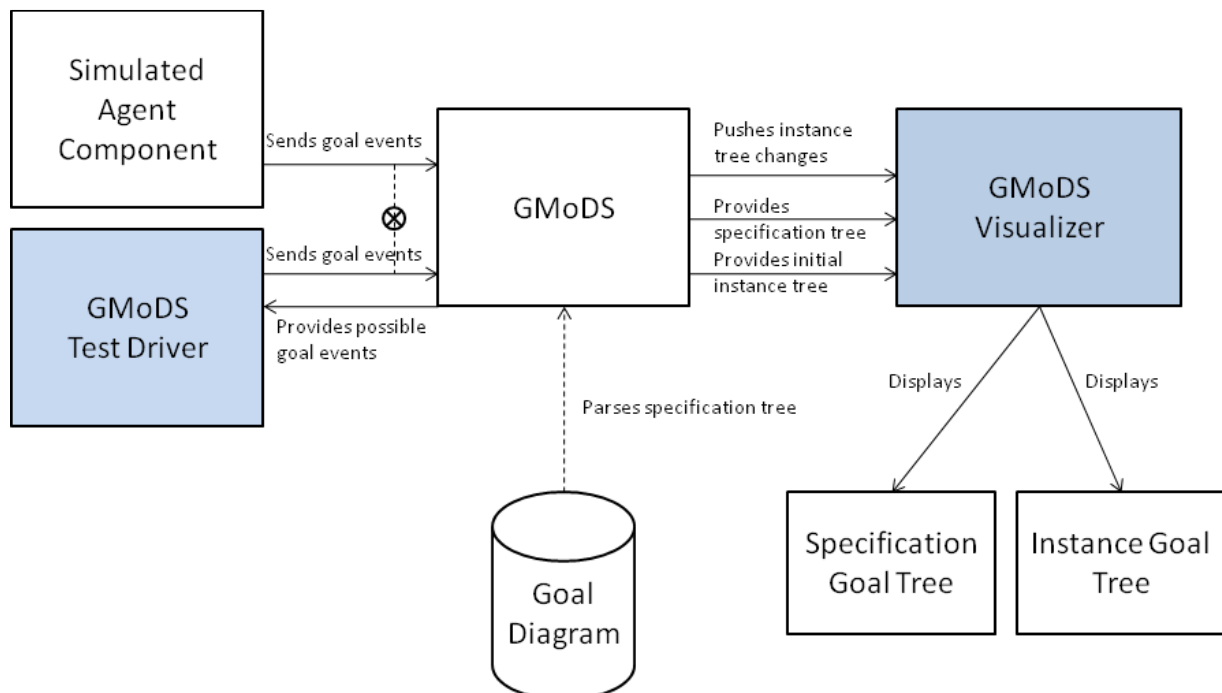 Simulated
Agent
Component
Sends goal events
GMoDS
Test Driver
Sends goal events
Provides possible
goal events
GMoDS
Pushes instance
tree changes
Provides
specification tree
Provides initial
instance tree
GMoDS
Visualizer
Parses specification tree
Displays
Displays
Goal
Diagram
Specification
Goal Tree
Instance Goal
Tree